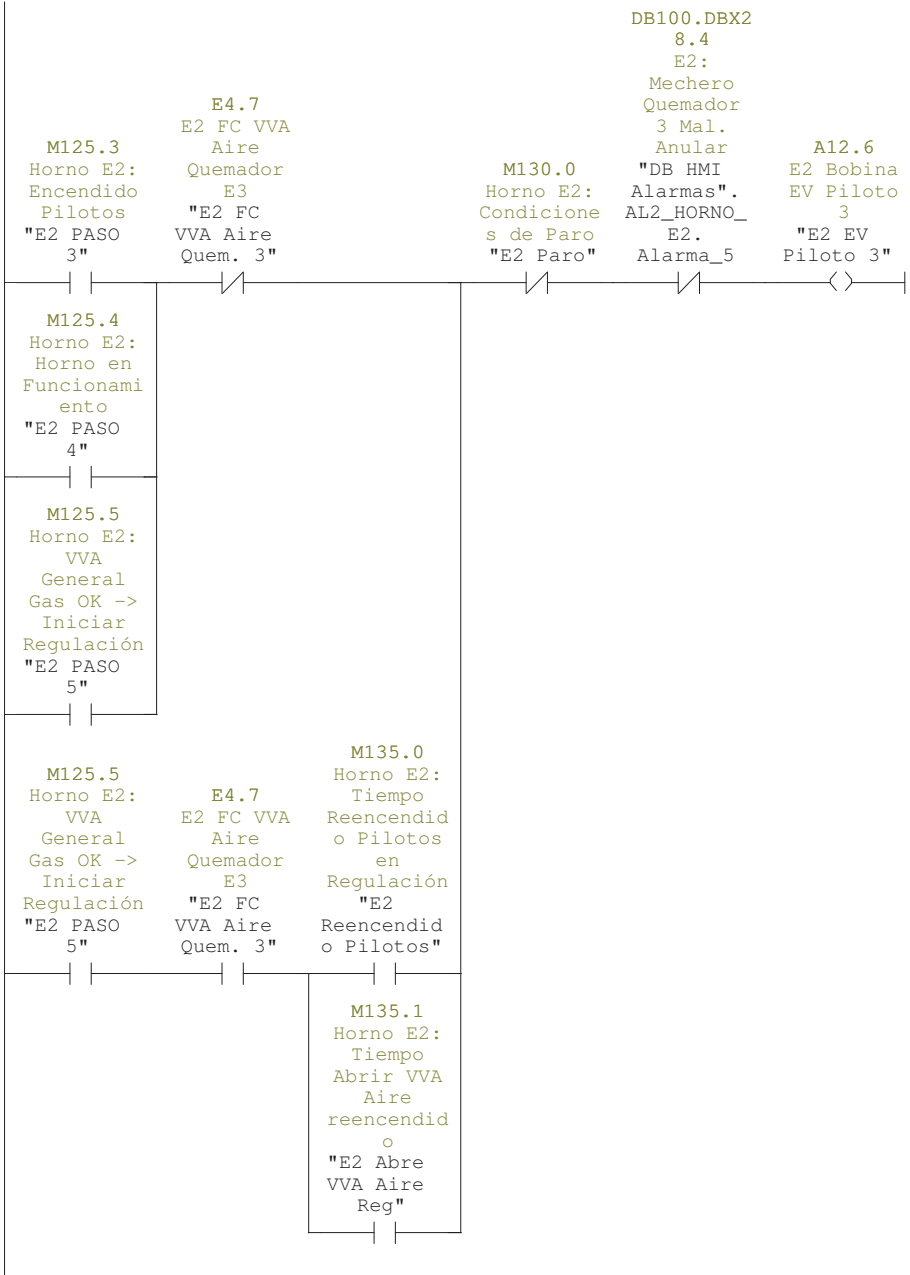 DB100.DBX2
8.4
E2:
Mechero
Quemador
3 Mal.
Anular
"DB HMI
Alarmas".
AL2_HORNO_
E2.
Alarma_5
E4.7
E2 FC VVA
Aire
Quemador
E3
"E2 FC
VVA Aire
Quem. 3"
M125.3
Horno E2:
Encendido
Pilotos
"E2 PASO
3"
M130.0
Horno E2:
Condicione
s de Paro
"E2 Paro"
A12.6
E2 Bobina
EV Piloto
3
"E2 EV
Piloto 3"
M125.4
Horno E2:
Horno en
Funcionami
ento
"E2 PASO
4"
M125.5
Horno E2:
VVA
General
Gas OK ->
Iniciar
Regulación
"E2 PASO
5"
M125.5
Horno E2:
VVA
General
Gas OK ->
Iniciar
Regulación
"E2 PASO
5"
E4.7
E2 FC VVA
Aire
Quemador
E3
"E2 FC
VVA Aire
Quem. 3"
M135.0
Horno E2:
Tiempo
Reencendid
o Pilotos
en
Regulación
"E2
Reencendid
o Pilotos"
M135.1
Horno E2:
Tiempo
Abrir VVA
Aire
reencendid
o
"E2 Abre
VVA Aire
Reg"